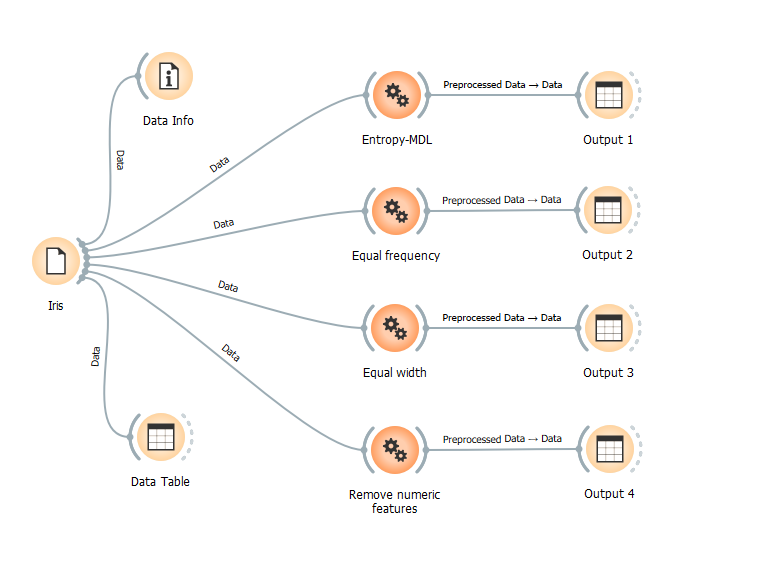 Data Info
Data
Data
Entropy-MDL
Preprocessed Data → Data
Output 1
Data
Equal frequency
Preprocessed Data → Data
Output 2
Iris
Data
Equal width
Preprocessed Data → Data
Output 3
Data
Data
Data Table
Remove numeric
features
Preprocessed Data → Data
Output 4